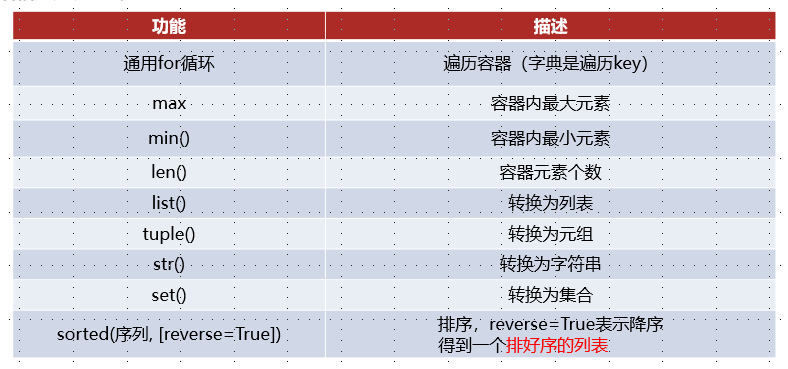 功能 描述
通用for循环 遍历容器（字典是遍历key）
max 容器内最大元素
min() 容器内最小元素
len() 容器元素个数
list() 转换为列表
tuple() 转换为元组
str() 转换为字符串
set() 转换为集合
sorted(序列, [reverse=True]) 排序，reverse=True表示降序
得到一个排好序的列表